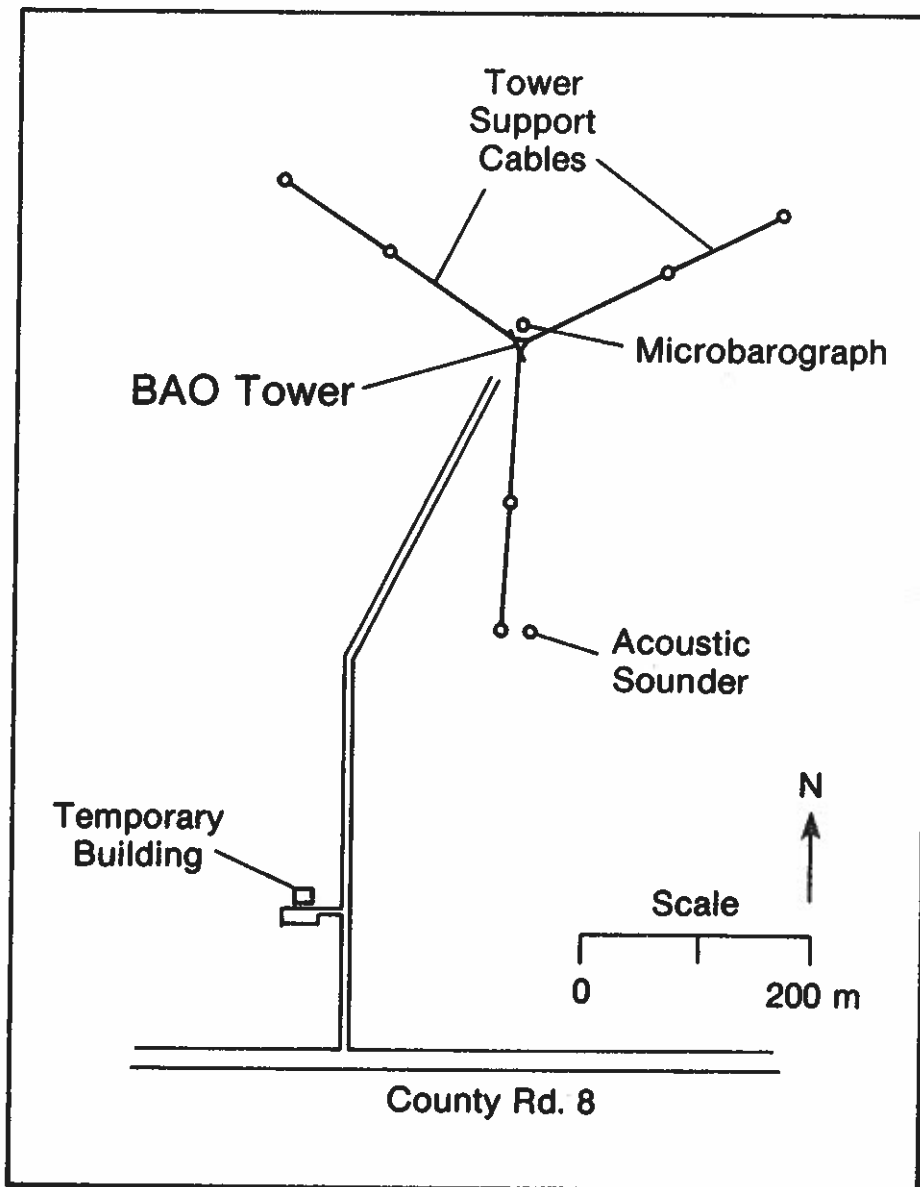 Tower
Support
Cables
Microbarograph
BAO Tower
Acoustic
Sounder
N
Temporary
Building
Scale
0 200 m
County Rd. 8